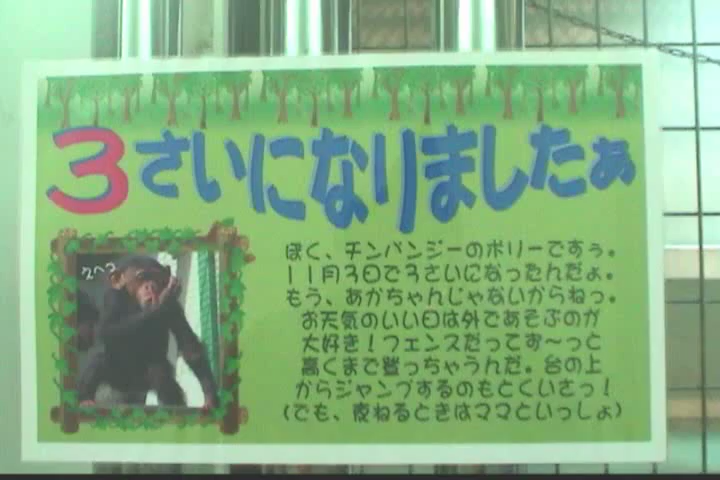 3さいになりましたぁ
ぼく、チンパンジーのポリーですぅ。
11月3日で3さいになったんだょ。
もう、あかちゃんじゃないからねっ。
お天気のいい日は外であそぶのが
大好き!フェンスだってず〜っと
高くまで登っちゃうんだ。台の上
からジャンプするのもとくいさっ!
(でも、夜ねるときはママといっしょ)